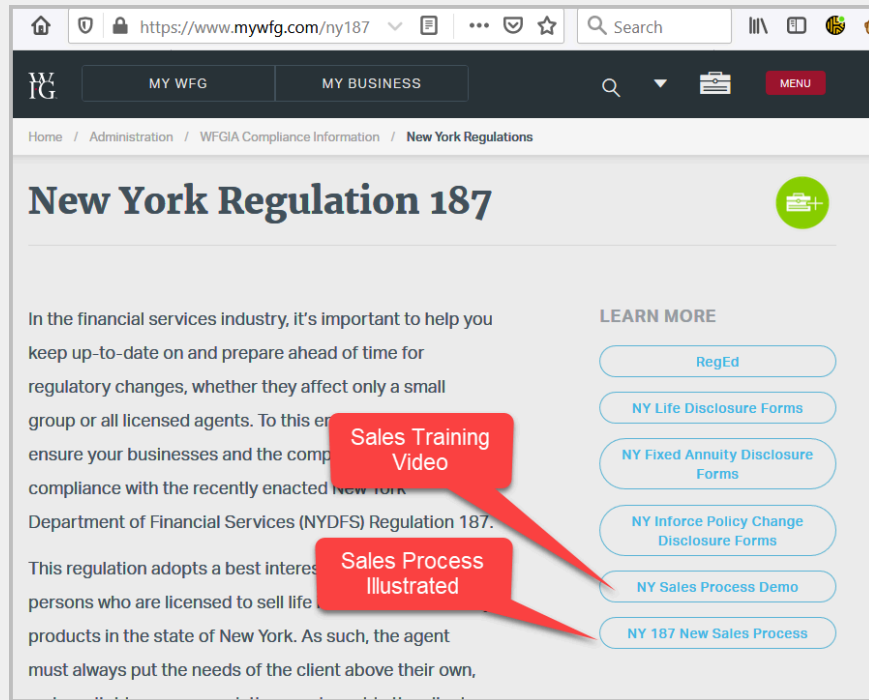 https://www.mywfg.com/ny187
Search
WFG
MY WFG
MY BUSINESS
MENU
Home / Administration / WFGIA Compliance Information / New York Regulations
New York Regulation 187
In the financial services industry, it's important to help you
keep up-to-date on and prepare ahead of time for
regulatory changes, whether they affect only a small
group or all licensed agents. To this
ensure your businesses and the
compliance with the recently enacted New York
Department of Financial Services (NYDFS) Regulation 187.
This regulation adopts a best
persons who are licensed to sell life
products in the state of New York. As such, the agent
must always put the needs of the client above their own,
LEARN MORE
RegEd
NY Life Disclosure Forms
NY Fixed Annuity Disclosure
Forms
NY Inforce Policy Change
Disclosure Forms
NY Sales Process Demo
NY 187 New Sales Process
Sales Training
Video
Sales Process
Illustrated